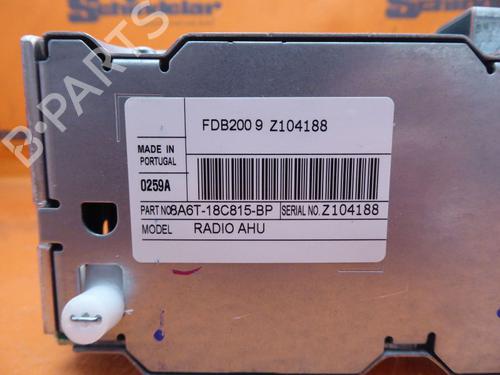 FDB200 9 Z104188
MADE IN
PORTUGAL
0259A
PART NO 8A6T-18C815-BP SERIAL NO. Z104188
MODEL RADIO AHU
B-PARTS